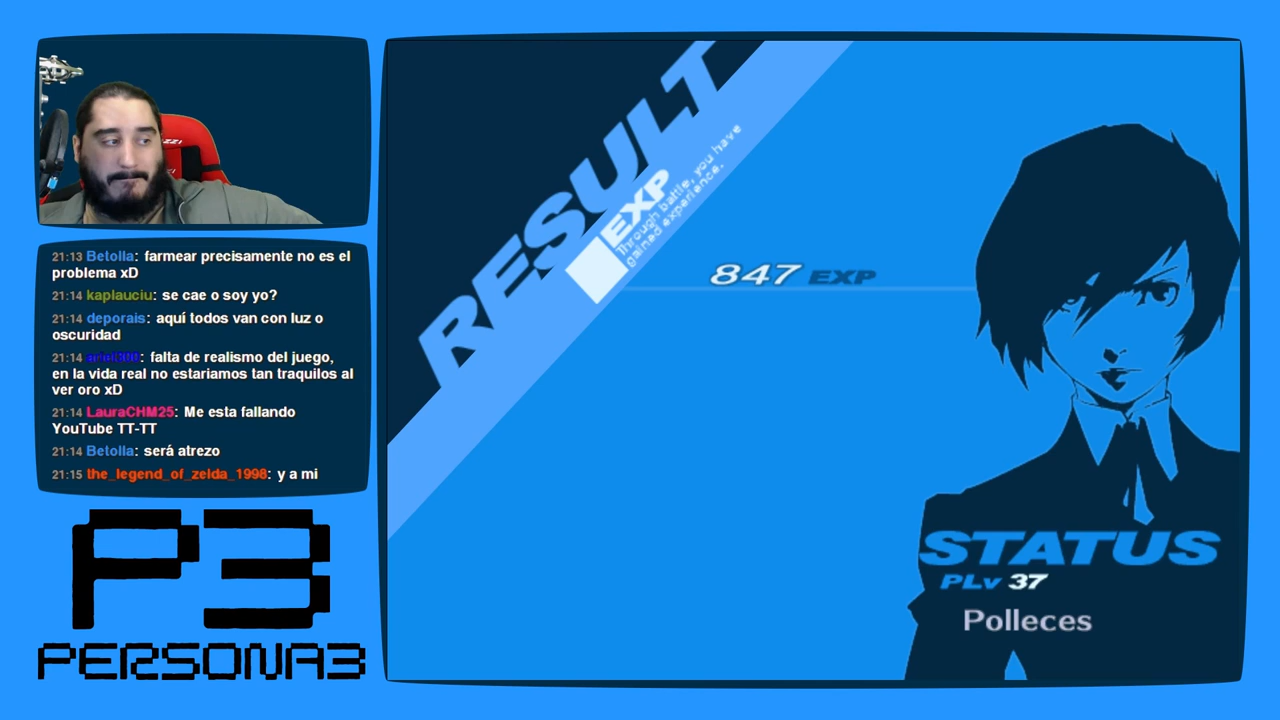 21:13 Betolla: farmear precisamente no es el
problema xD
21:14 kaplauciu: se cae o soy yo?
21:14 deporais: aquí todos van con luz o
oscuridad
21:14 : falta de realismo del juego,
en la vida real no estariamos tan traquilos al
ver oro xD
21:14 LauraCHM25: Me esta fallando
YouTube TT-TT
21:14 Betolla: será atrezo
21:15 the_legend_of_zelda_1998: y a mi
P3
PERSONA3
RESULT
EXP
Through battle, you have
gained experience.
847 EXP
STATUS
PLv 37
Polleces